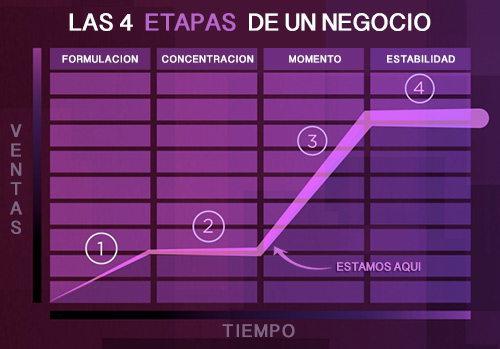 LAS 4 ETAPAS DE UN NEGOCIO
FORMULACION CONCENTRACION MOMENTO ESTABILIDAD
4
3
2
1
ESTAMOS AQUI
VENTAS
TIEMPO